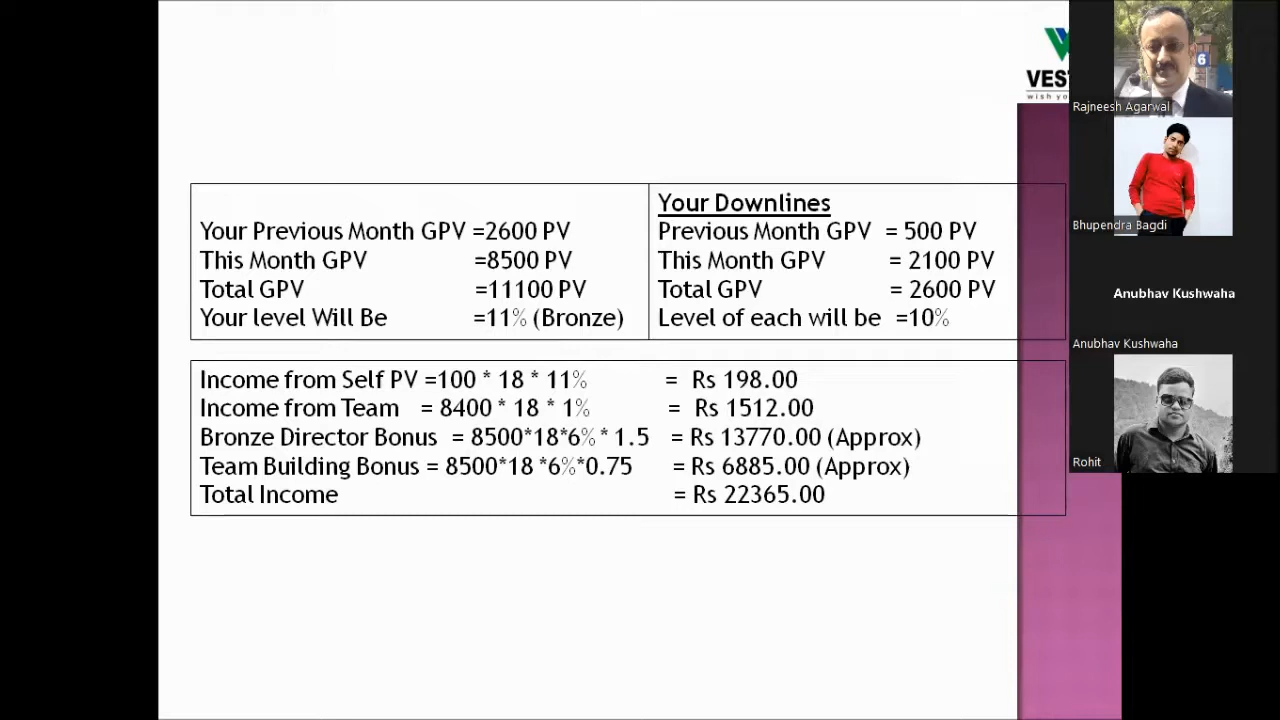 VES
wish yo
Your Previous Month GPV =2600 PV
This Month GPV =8500 PV
Total GPV =11100 PV
Your level Will Be =11% (Bronze)
Your Downlines
Previous Month GPV = 500 PV
This Month GPV = 2100 PV
Total GPV = 2600 PV
Level of each will be =10%
Income from Self PV =100 * 18 * 11% = Rs 198.00
Income from Team = 8400 * 18 * 1% = Rs 1512.00
Bronze Director Bonus = 8500*18*6% * 1.5 = Rs 13770.00 (Approx)
Team Building Bonus = 8500*18 *6%*0.75 = Rs 6885.00 (Approx)
Total Income = Rs 22365.00
6
Rajneesh Agarwal
Bhupendra Bagdi
Anubhav Kushwaha
Anubhav Kushwaha
Rohit